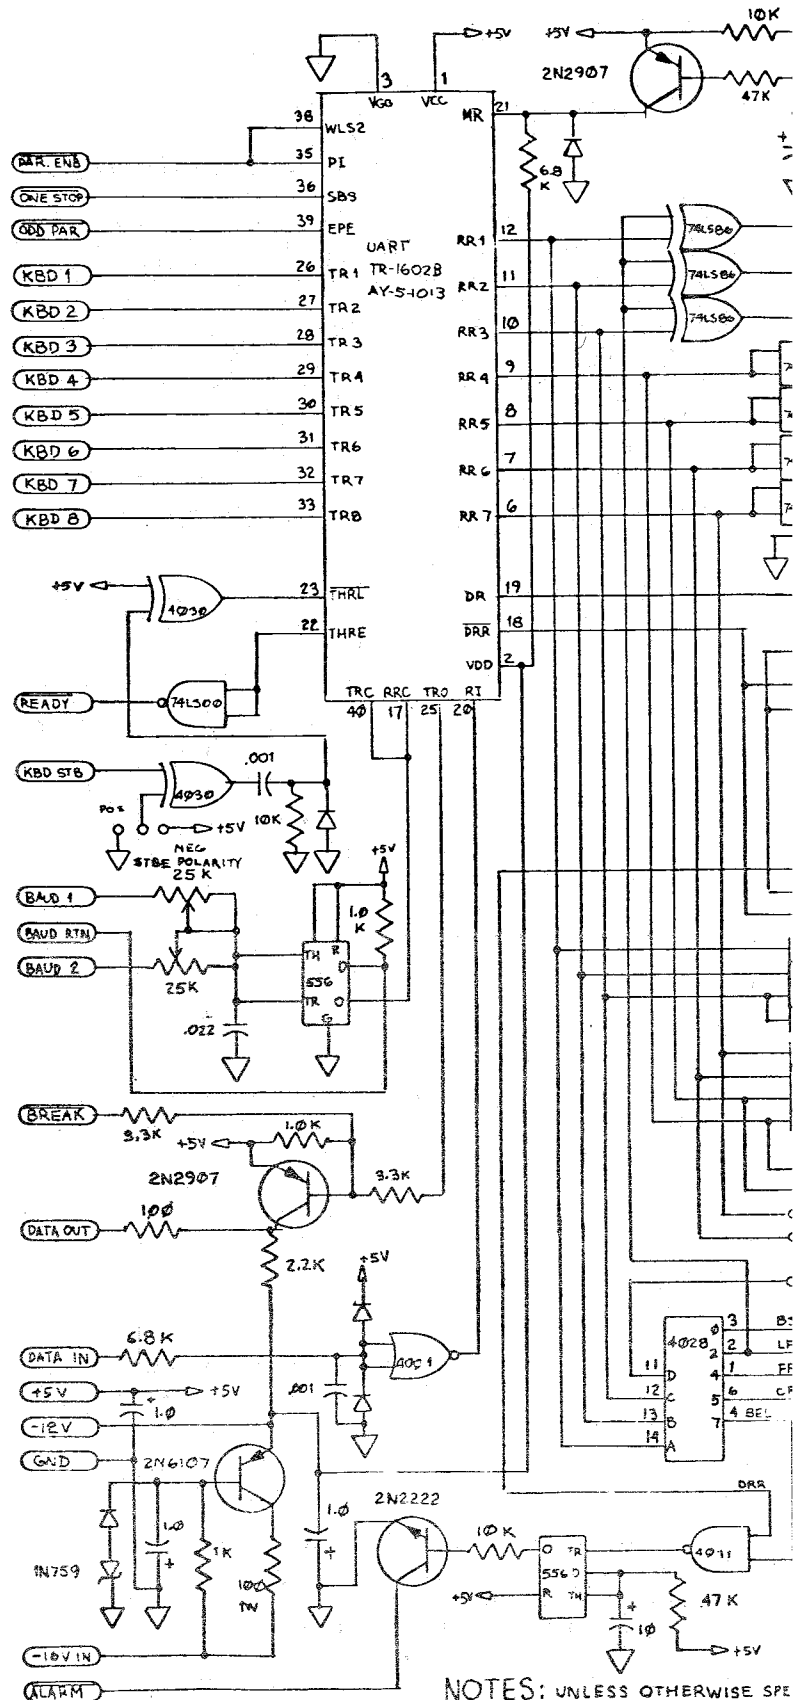 10K
+5V
+5V
3
1
2N2907
VGG
VCC
MR
21
47K
38
WLS2
6.8
K
PAR. ENB
35
PI
ONE STOP
36
SBS
ODD PAR
39
EPE
UART
TR-1602B
AY-5-1013
RR1
12
74LS86
KBD 1
26
TR1
RR2
11
74LS86
KBD 2
27
TR2
RR3
10
74LS86
KBD 3
28
TR3
RR4
9
KBD 4
29
TR4
RR5
8
KBD 5
30
TR5
RR6
7
KBD 6
31
TR6
RR7
6
KBD 7
32
TR7
KBD 8
33
TR8
+5V
4030
23
THRL
DR
19
22
THRE
DRR
18
VDD
2
READY
74LS00
TRC
RRC
TRO
RI
40
17
25
20
KBD STB
4030
.001
10K
POS
+5V
NEG
STBE POLARITY
+5V
BAUD 1
25K
1.0
K
BAUD RTN
TH
R
D
BAUD 2
25K
556
TR
O
G
.022
BREAK
3.3K
+5V
1.0K
2N2907
3.3K
DATA OUT
100
2.2K
+5V
DATA IN
6.8K
4001
.001
+5V
+5V
1.0
-12V
GND
2N6107
4028
0
3
2
2
LF
11
D
4
1
FF
12
C
5
6
CR
13
B
7
4
BEL
14
A
DRR
1.0
1.0
2N2222
1N759
1K
100
1W
10K
O
TR
556
D
R
TH
4011
+5V
10
47K
+5V
-16V IN
ALARM
NOTES: UNLESS OTHERWISE SPE